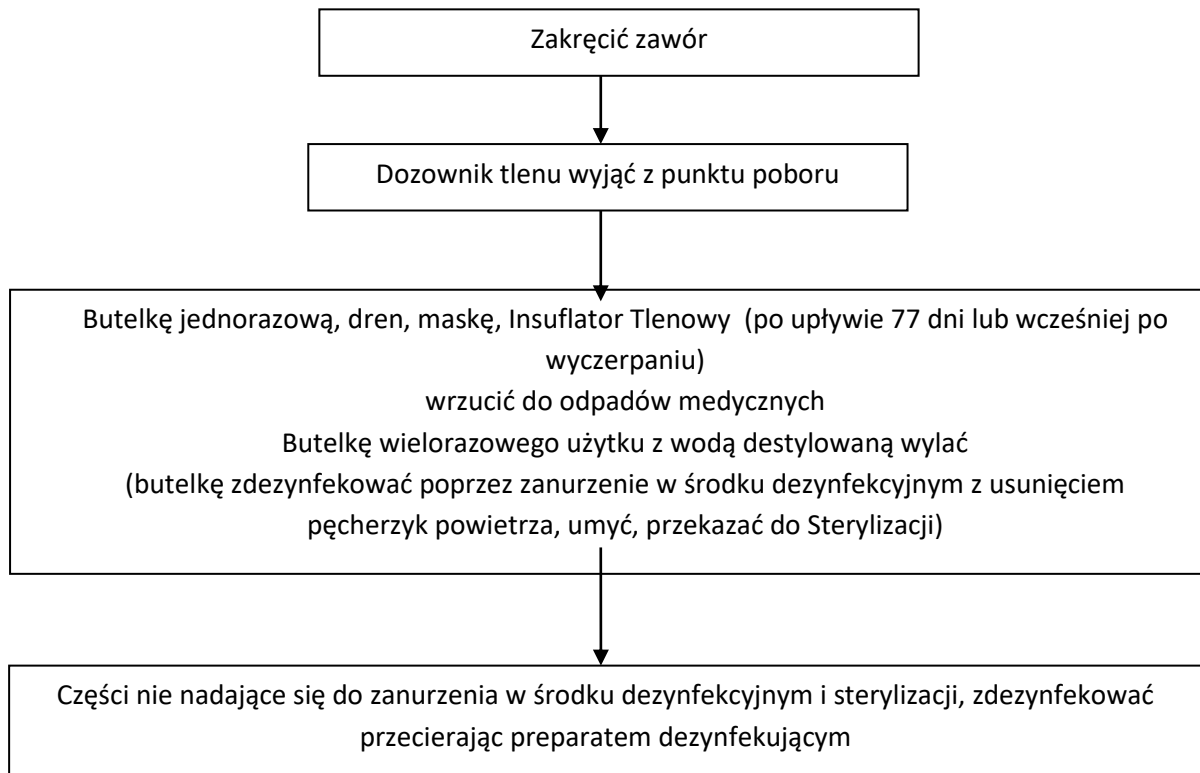 Zakręcić zawór
Dozownik tlenu wyjąć z punktu poboru
Butelkę jednorazową, dren, maskę, Insuflator Tlenowy (po upływie 77 dni lub wcześniej po
wyczerpaniu)
wrzucić do odpadów medycznych
Butelkę wielorazowego użytku z wodą destylowaną wylać
(butelkę zdezynfekować poprzez zanurzenie w środku dezynfekcyjnym z usunięciem
pęcherzyk powietrza, umyć, przekazać do Sterylizacji)
Części nie nadające się do zanurzenia w środku dezynfekcyjnym i sterylizacji, zdezynfekować
przecierając preparatem dezynfekującym